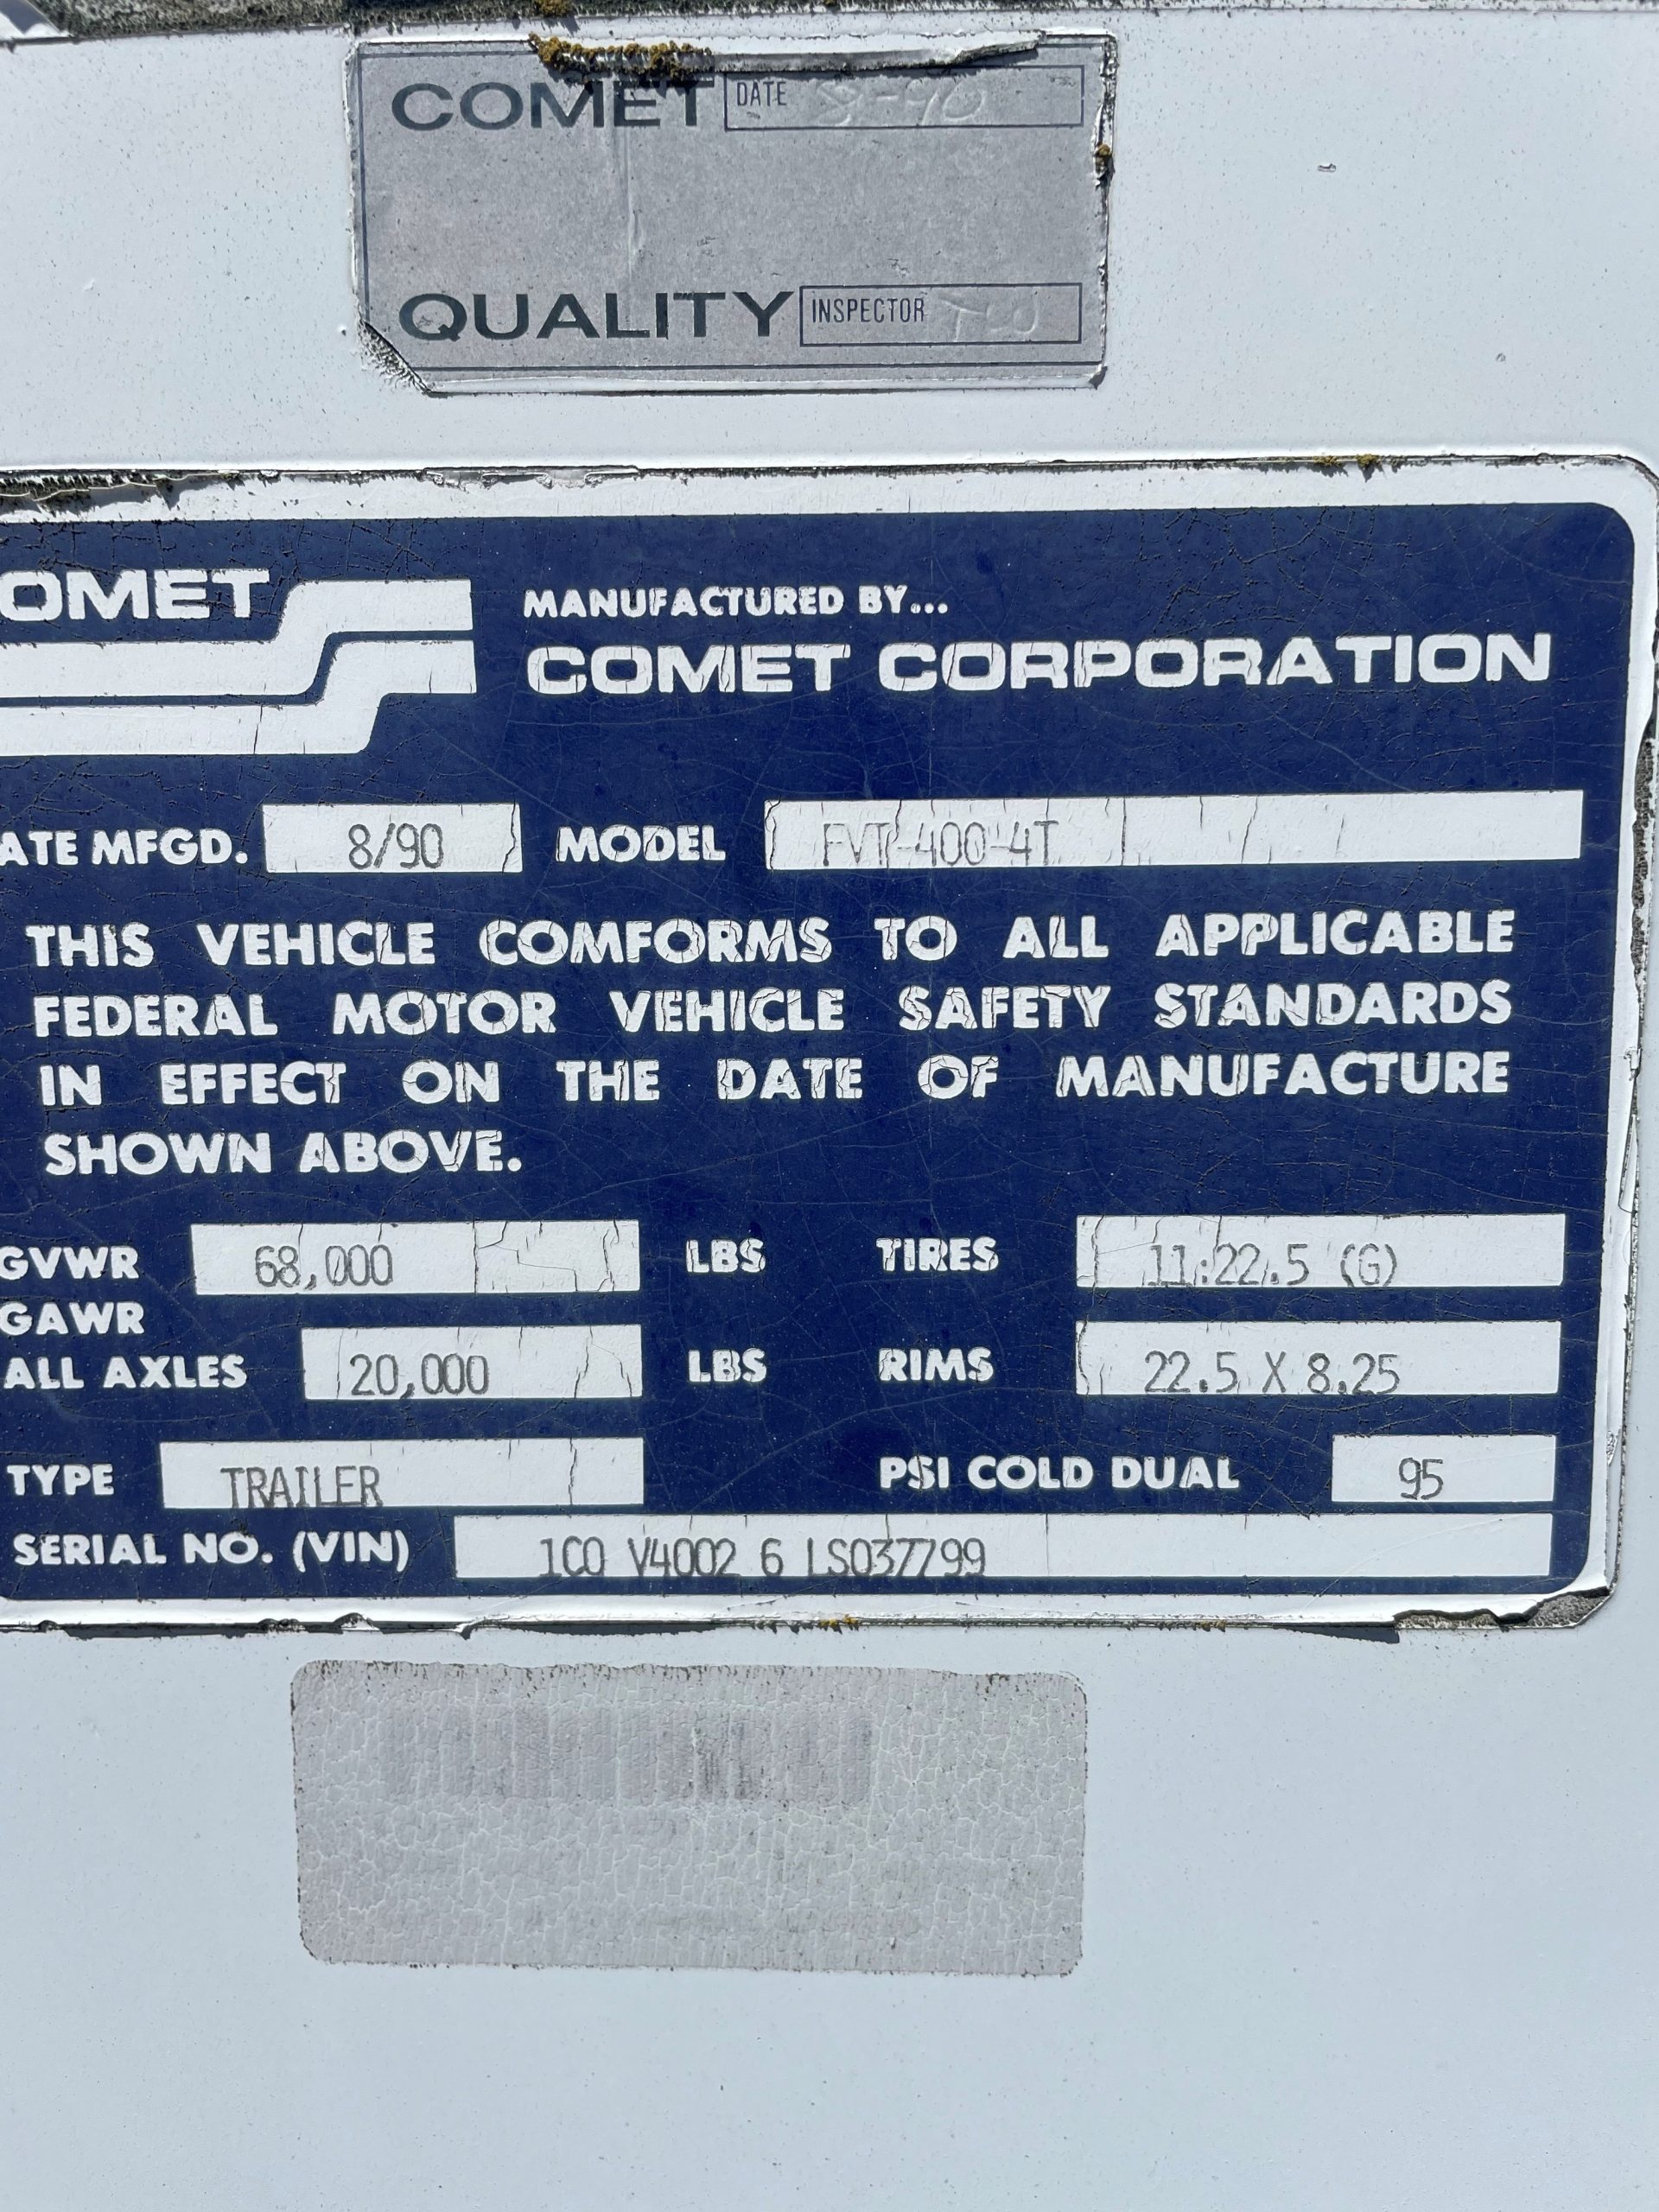 COMET DATE 8-90
QUALITY INSPECTOR
OMET
MANUFACTURED BY...
COMET CORPORATION
ATE MFGD. 8/90 MODEL FVT-400-4T
THIS VEHICLE COMFORMS TO ALL APPLICABLE
FEDERAL MOTOR VEHICLE SAFETY STANDARDS
IN EFFECT ON THE DATE OF MANUFACTURE
SHOWN ABOVE.
GVWR 68,000 LBS TIRES 11:22.5 (G)
GAWR
ALL AXLES 20,000 LBS RIMS 22.5 X 8.25
TYPE TRAILER PSI COLD DUAL 95
SERIAL NO. (VIN) 1C0 V4002 6 LS037799